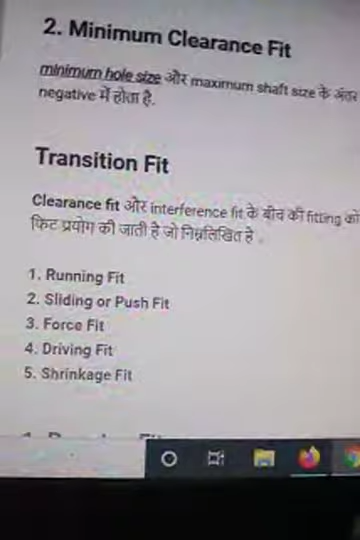 2. Minimum Clearance Fit
minimum hole size और maximum shaft size के अंतर
negative में होता है.
Transition Fit
Clearance fit और interference fit के बीच की fitting को
फिट प्रयोग की जाती है जो निम्नलिखित है .
1. Running Fit
2. Sliding or Push Fit
3. Force Fit
4. Driving Fit
5. Shrinkage Fit